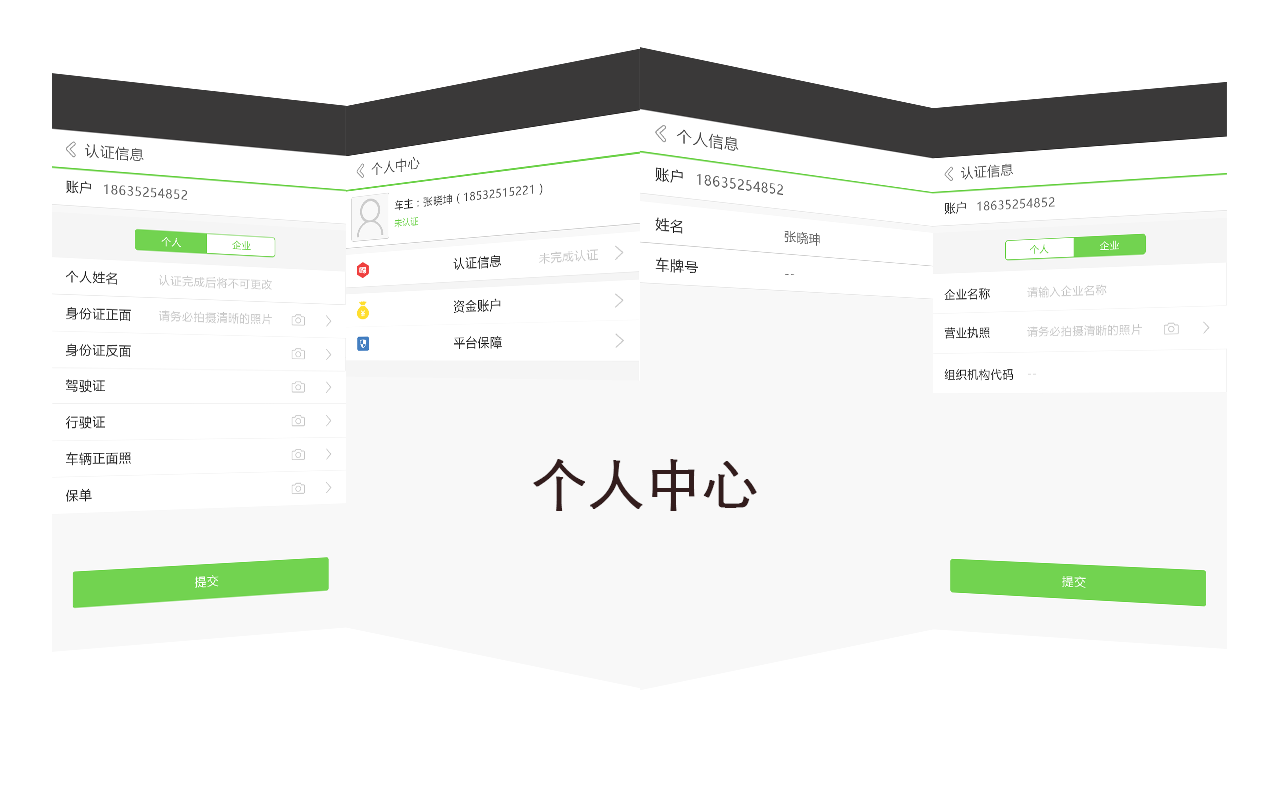 认证信息
账户 18635254852
个人 企业
个人姓名 认证完成后将不可更改
身份证正面 请务必拍摄清晰的照片
身份证反面
驾驶证
行驶证
车辆正面照
保单
提交
个人中心
车主：张晓坤 ( 18532515221 )
未认证
认证信息 未完成认证
资金账户
平台保障
个人信息
账户 18635254852
姓名 张晓珅
车牌号 --
认证信息
账户 18635254852
个人 企业
企业名称 请输入企业名称
营业执照 请务必拍摄清晰的照片
组织机构代码 --
提交
个人中心